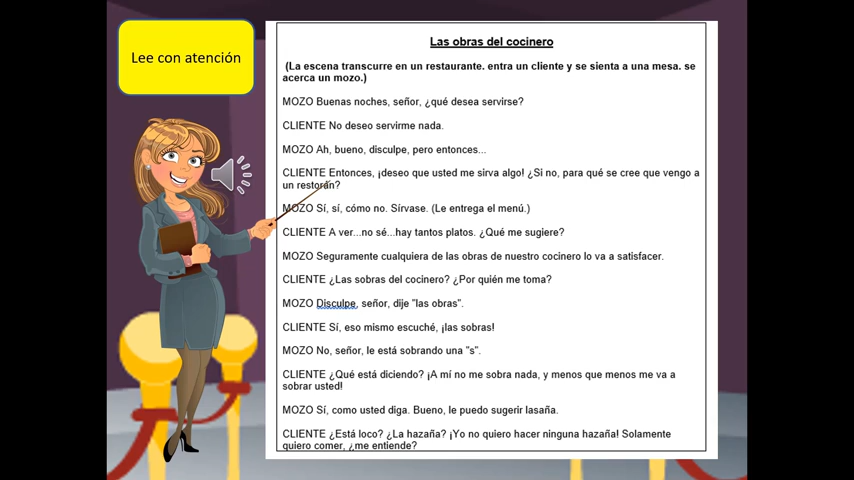 Lee con atención
Las obras del cocinero
(La escena transcurre en un restaurante. entra un cliente y se sienta a una mesa. se
acerca un mozo.)
MOZO Buenas noches, señor, ¿qué desea servirse?
CLIENTE No deseo servirme nada.
MOZO Ah, bueno, disculpe, pero entonces...
CLIENTE Entonces, ¡deseo que usted me sirva algo! ¿Si no, para qué se cree que vengo a
un restorán?
MOZO Sí, sí, cómo no. Sírvase. (Le entrega el menú.)
CLIENTE A ver...no sé...hay tantos platos. ¿Qué me sugiere?
MOZO Seguramente cualquiera de las obras de nuestro cocinero lo va a satisfacer.
CLIENTE ¿Las sobras del cocinero? ¿Por quién me toma?
MOZO Disculpe, señor, dije "las obras".
CLIENTE Sí, eso mismo escuché, ¡las sobras!
MOZO No, señor, le está sobrando una "s".
CLIENTE ¿Qué está diciendo? ¡A mí no me sobra nada, y menos que menos me va a
sobrar usted!
MOZO Sí, como usted diga. Bueno, le puedo sugerir lasaña.
CLIENTE ¿Está loco? ¿La hazaña? ¡Yo no quiero hacer ninguna hazaña! Solamente
quiero comer, ¿me entiende?